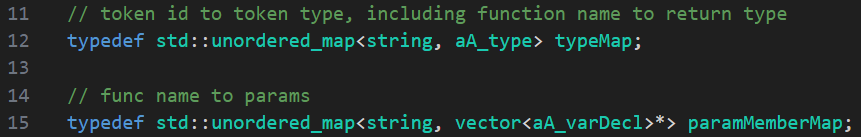 11 // token id to token type, including function name to return type
12 typedef std::unordered_map<string, aA_type> typeMap;
13
14 // func name to params
15 typedef std::unordered_map<string, vector<aA_varDecl>*> paramMemberMap;